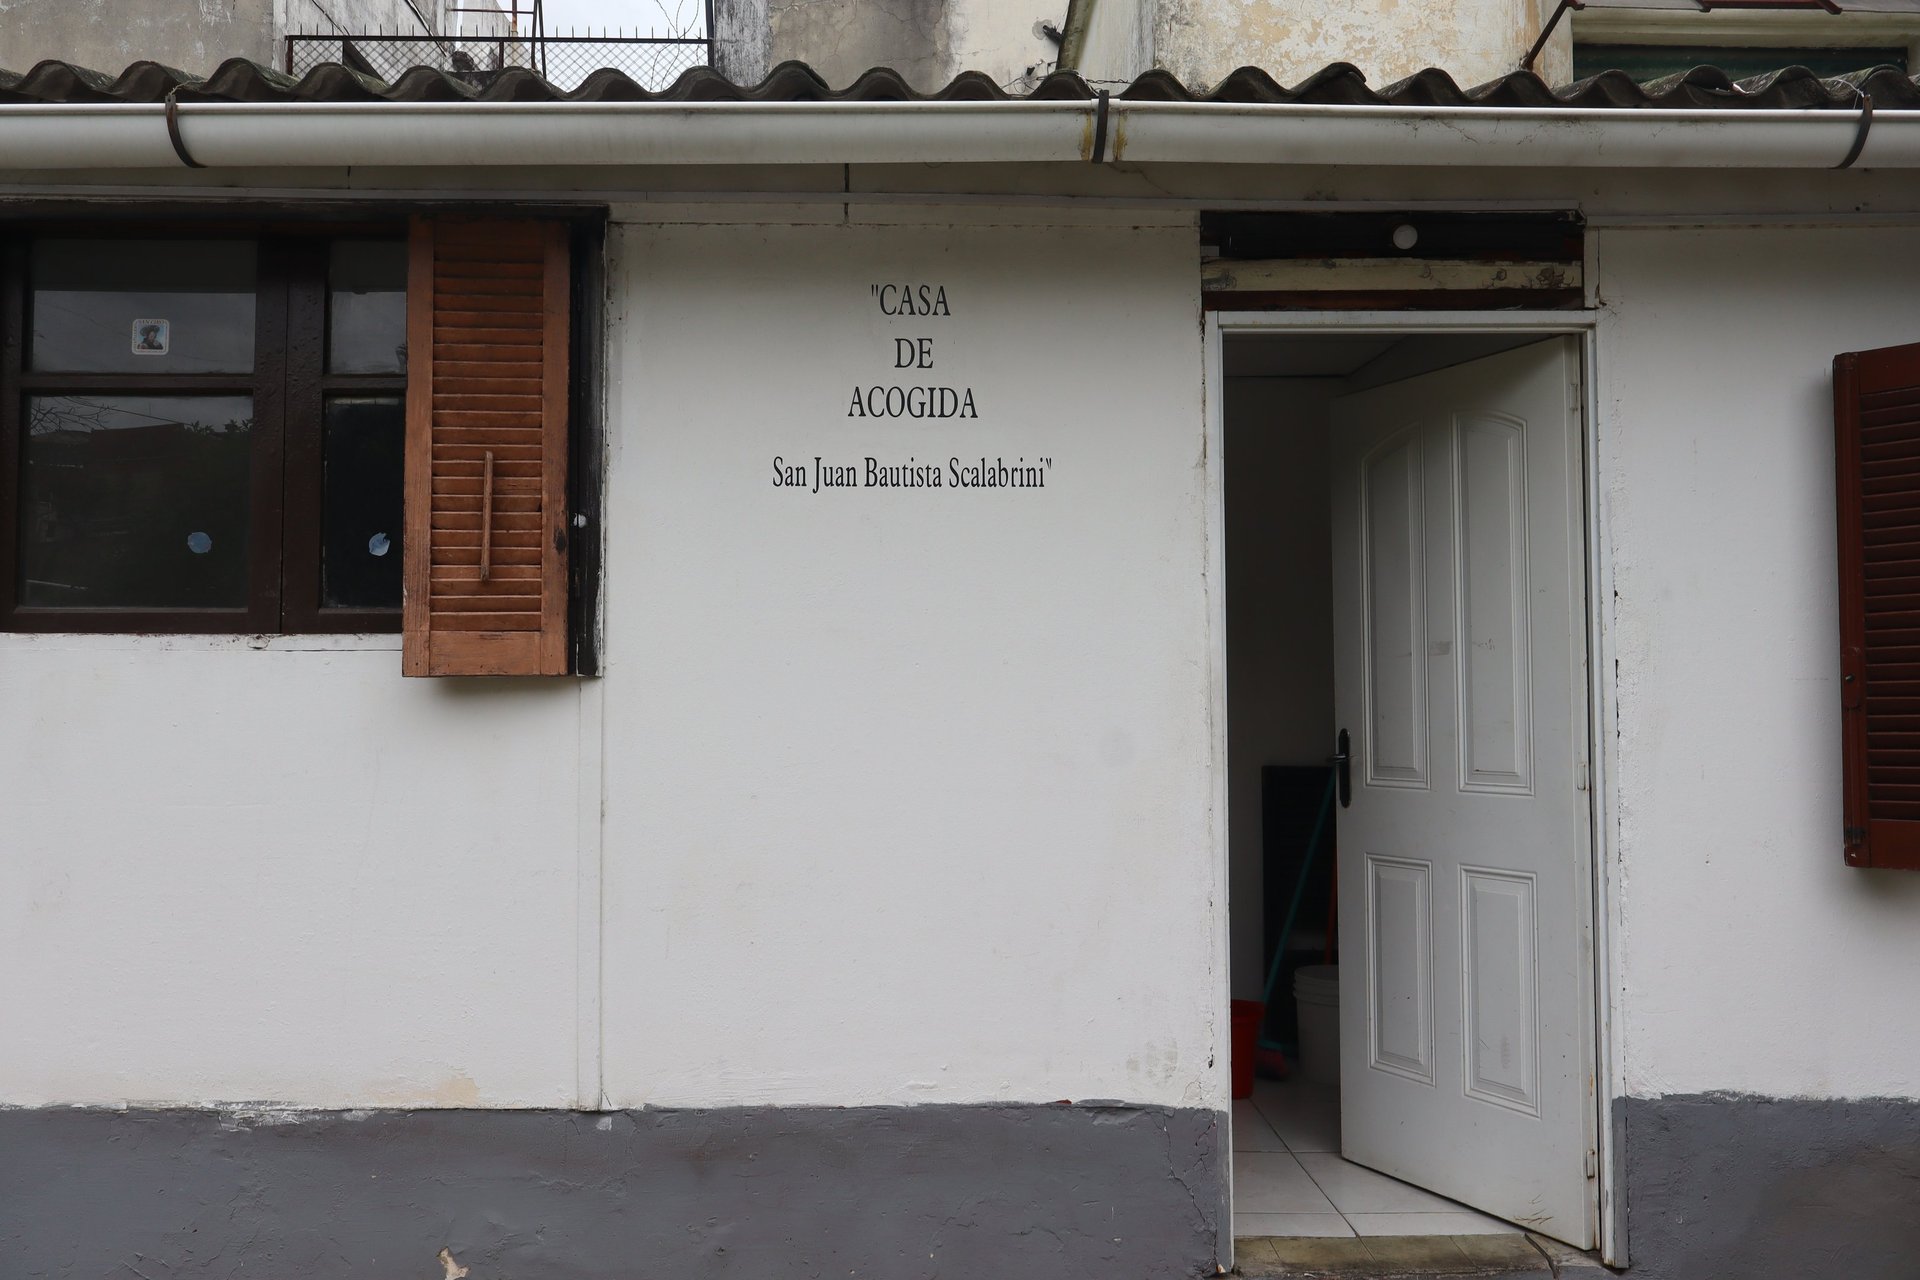 "CASA
DE
ACOGIDA
San Juan Bautista Scalabrini"